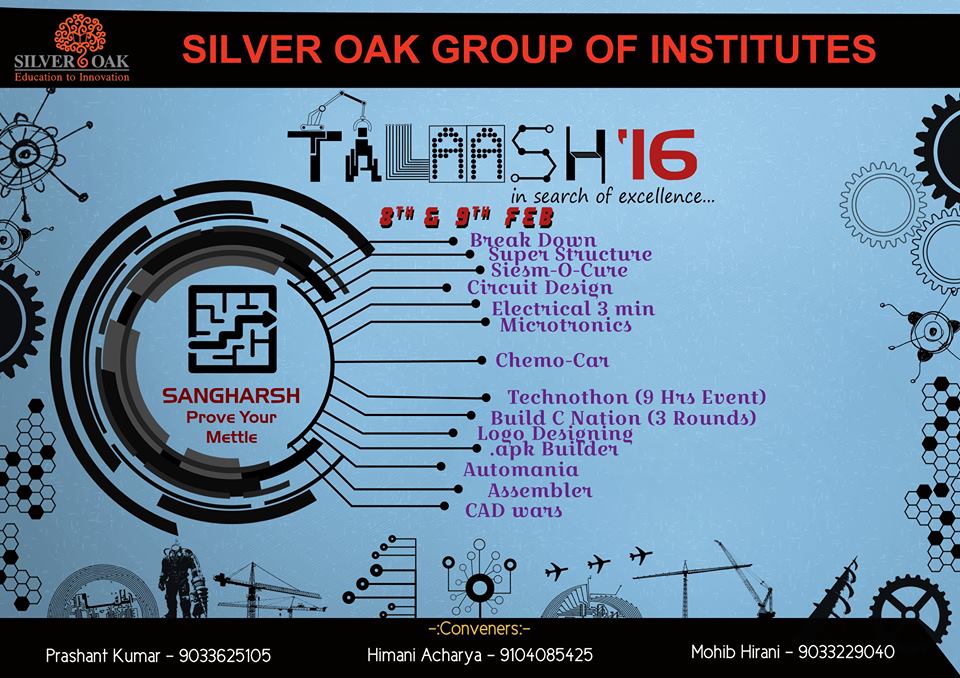 SILVER OAK
Education to Innovation
SILVER OAK GROUP OF INSTITUTES
TALAASH '16
in search of excellence...
8TH & 9TH FEB
Break Down
Super Structure
Siesm-O-Cure
Circuit Design
Electrical 3 min
Microtronics
Chemo-Car
Technothon (9 Hrs Event)
Build C Nation (3 Rounds)
Logo Designing
.apk Builder
Automania
Assembler
CAD wars
SANGHARSH
Prove Your
Mettle
-:Conveners:-
Prashant Kumar - 9033625105
Himani Acharya - 9104085425
Mohib Hirani - 9033229040